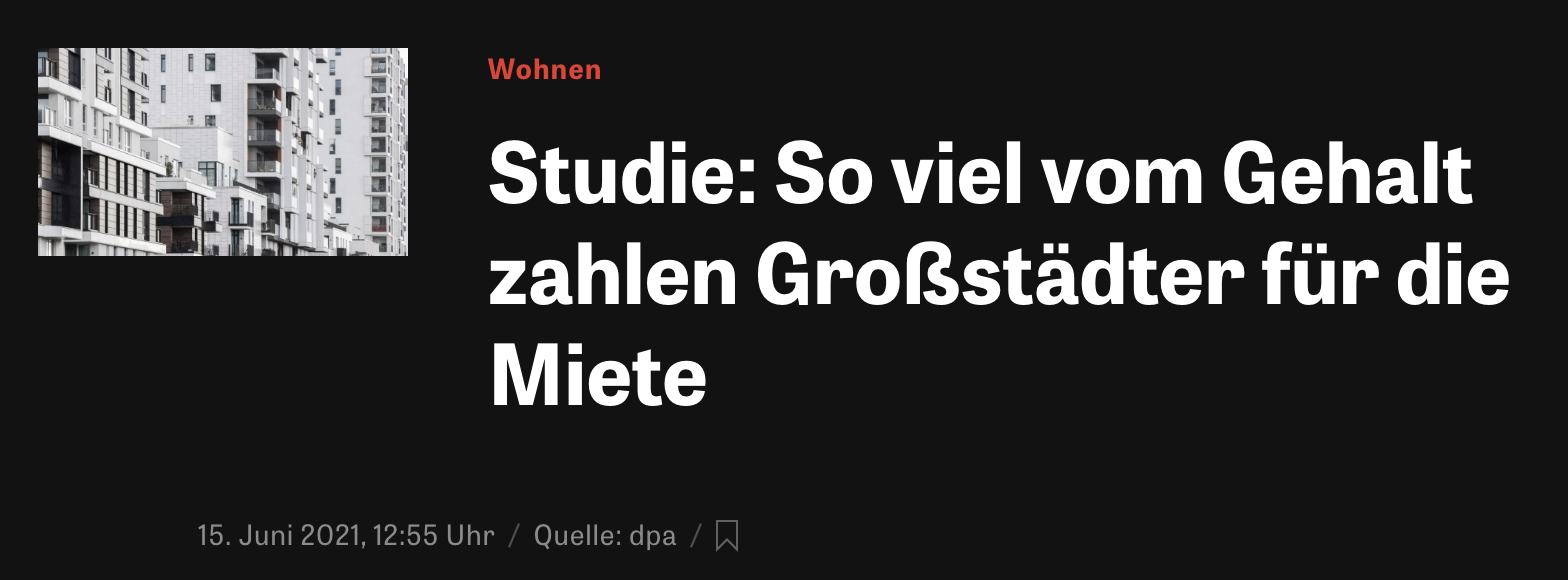 Wohnen
Studie: So viel vom Gehalt
zahlen Großstädter für die
Miete
15. Juni 2021, 12:55 Uhr / Quelle: dpa /